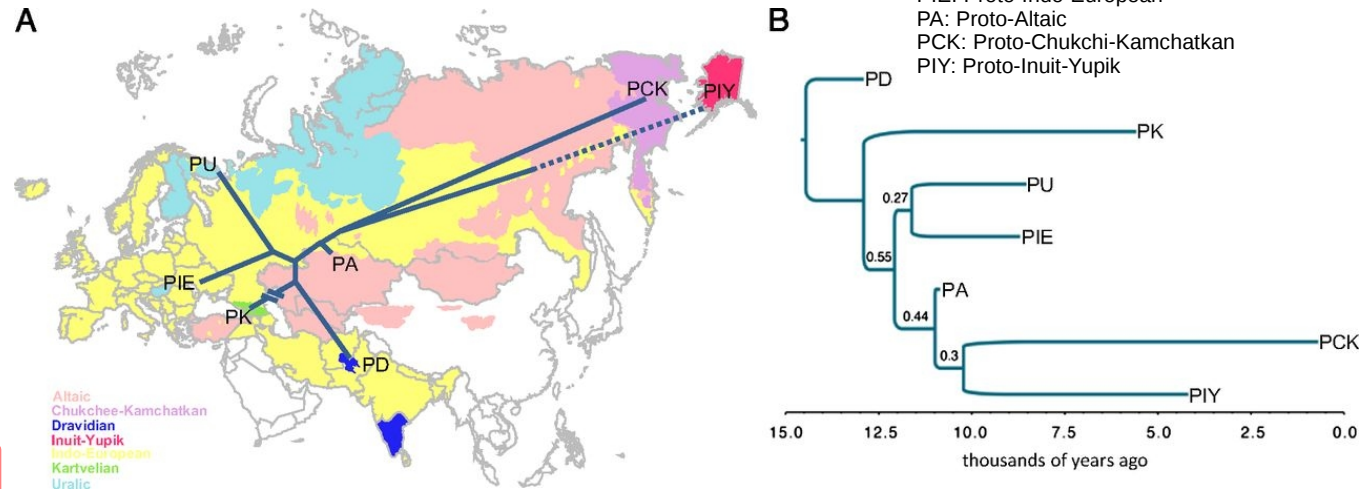 A
B
PIE: Proto-Indo-European
PA: Proto-Altaic
PCK: Proto-Chukchi-Kamchatkan
PIY: Proto-Inuit-Yupik
PCK
PIY
PU
PA
PIE
PK
PD
Altaic
Chukchee-Kamchatkan
Dravidian
Inuit-Yupik
Indo-European
Kartvelian
Uralic
PD
PK
PU
0.27
PIE
0.55
PA
0.44
PCK
0.3
PIY
15.0 12.5 10.0 7.5 5.0 2.5 0.0
thousands of years ago